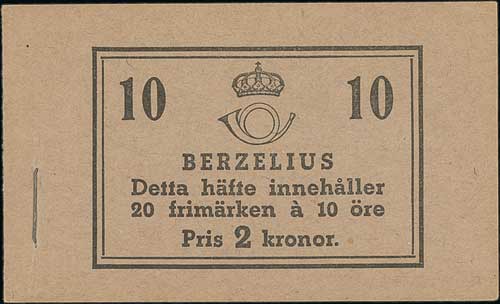 10 10
BERZELIUS
Detta häfte innehåller
20 frimärken à 10 öre
Pris 2 kronor.